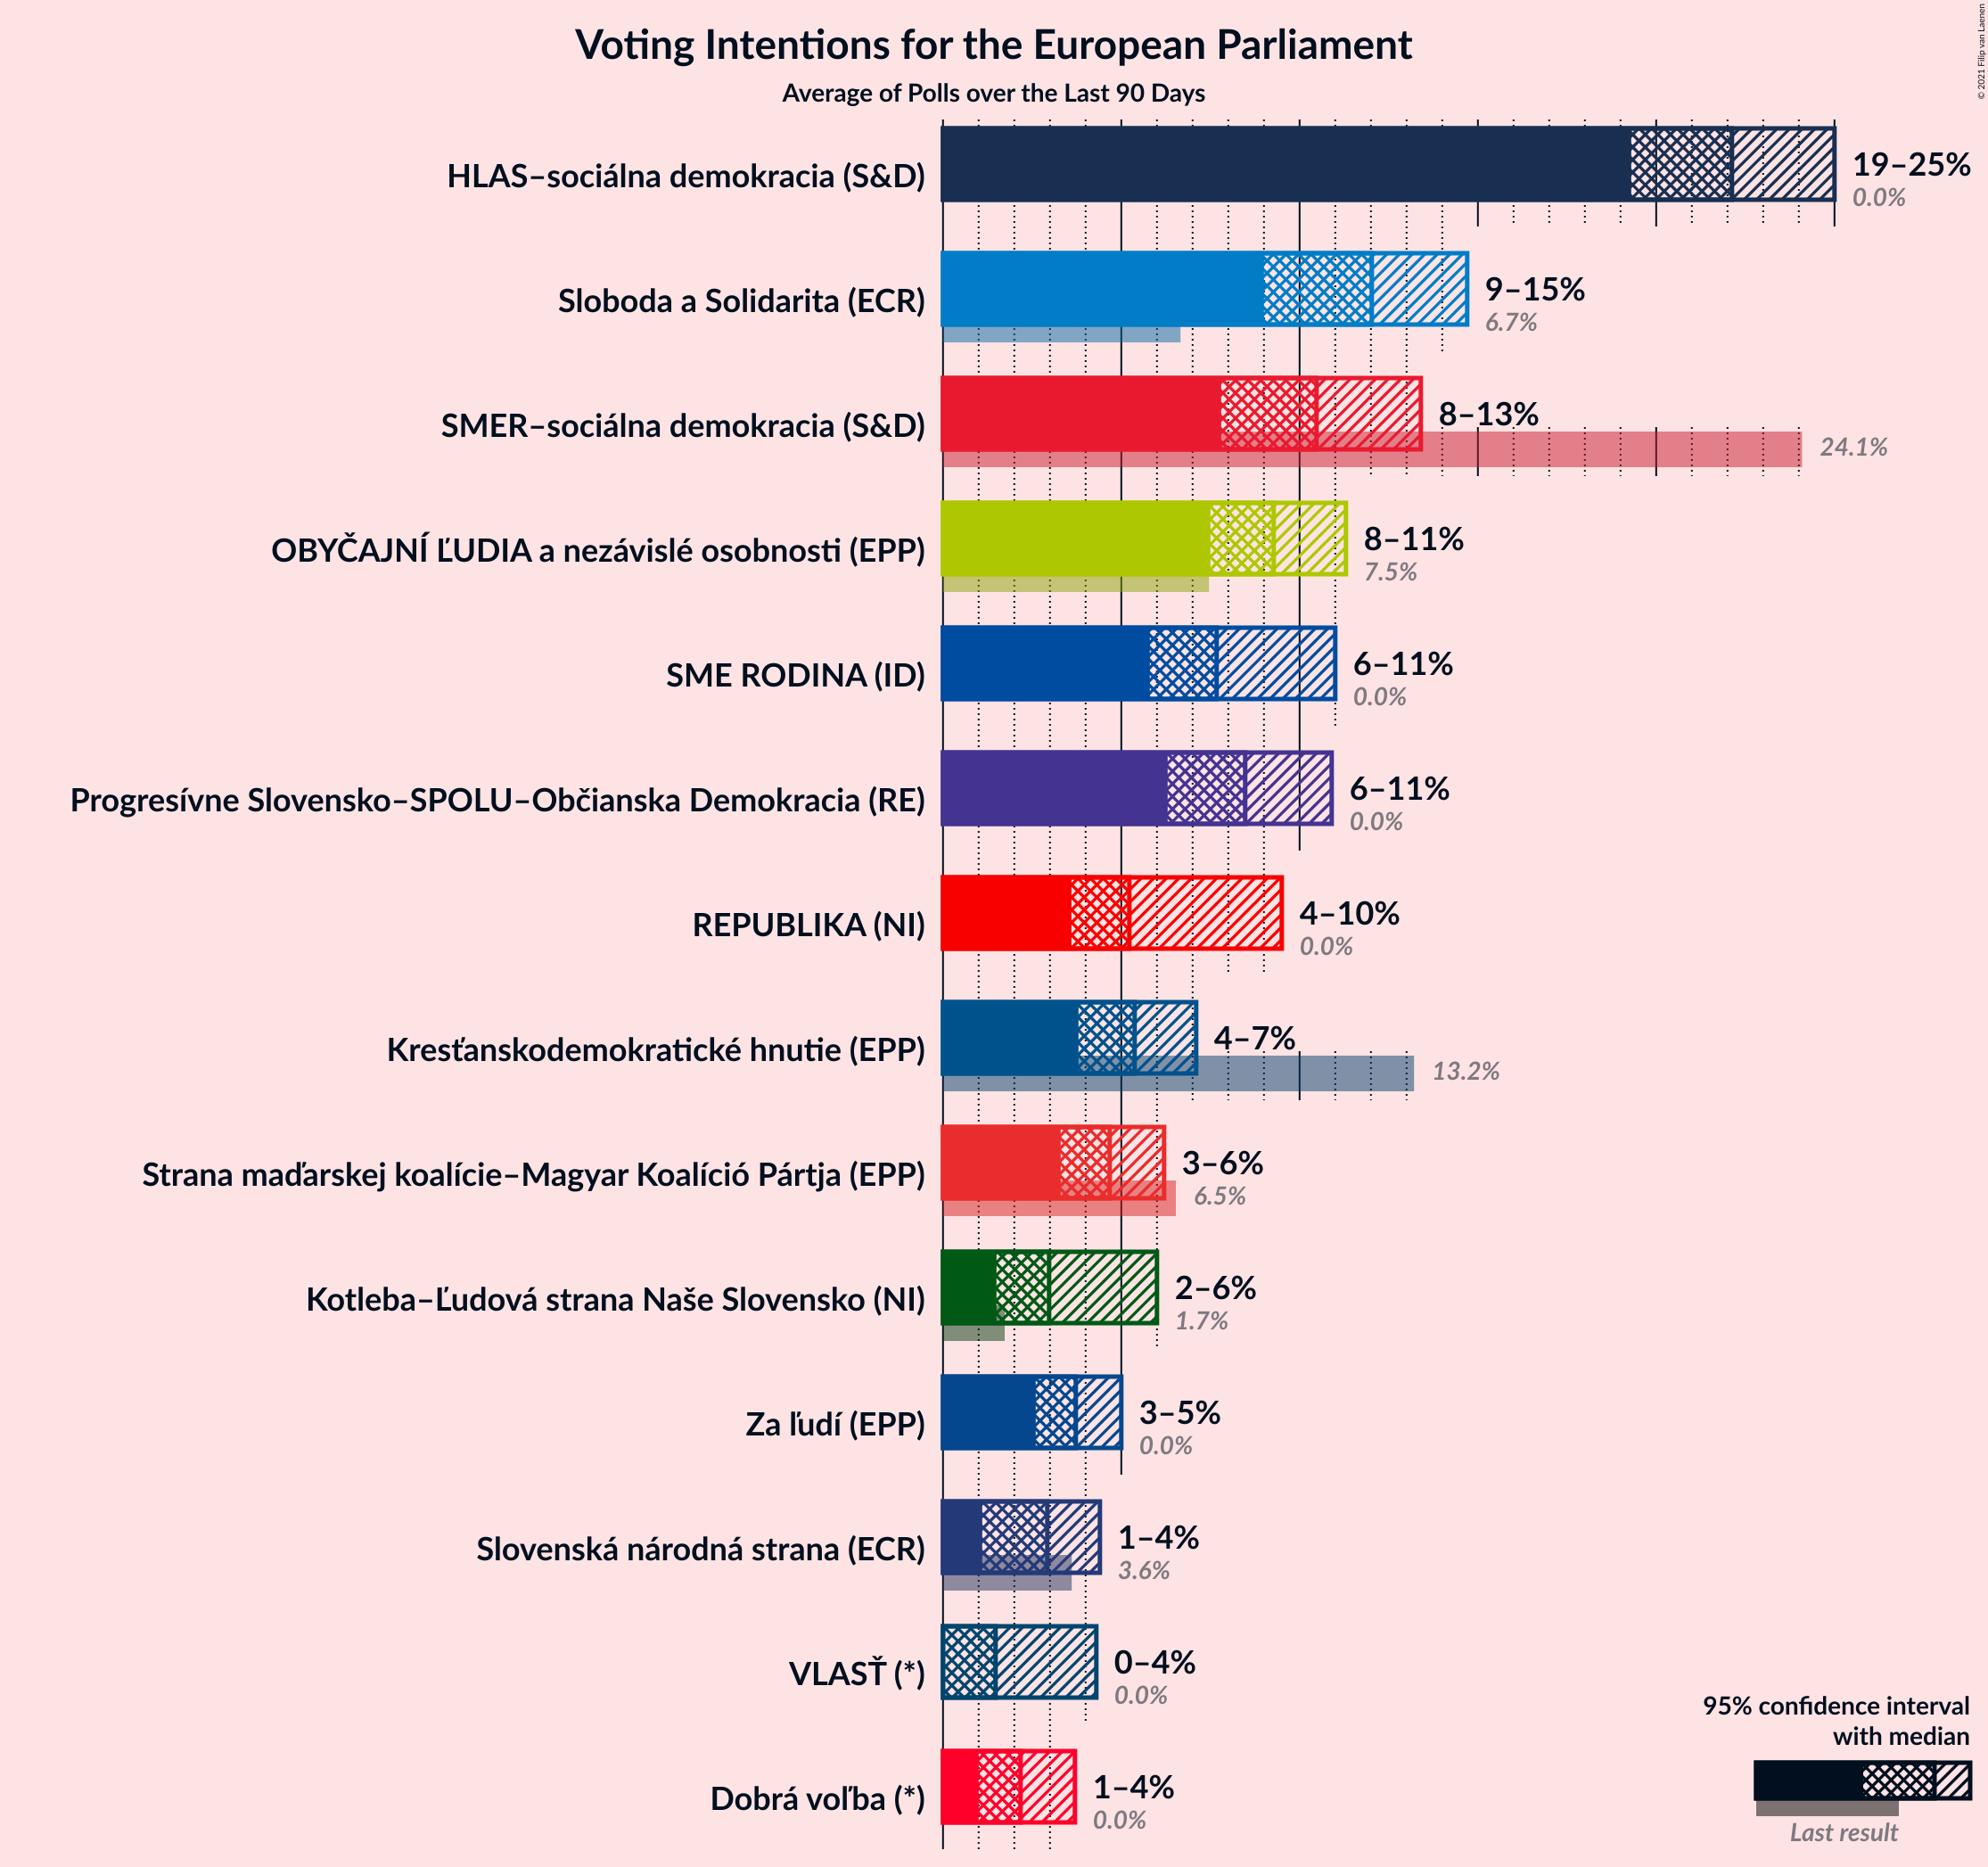 Voting Intentions for the European Parliament
Average of Polls over the Last 90 Days
© 2021 Filip van Laenen
HLAS–sociálna demokracia (S&D)
19–25%
0.0%
Sloboda a Solidarita (ECR)
9–15%
6.7%
SMER–sociálna demokracia (S&D)
8–13%
24.1%
OBYČAJNÍ ĽUDIA a nezávislé osobnosti (EPP)
8–11%
7.5%
SME RODINA (ID)
6–11%
0.0%
Progresívne Slovensko–SPOLU–Občianska Demokracia (RE)
6–11%
0.0%
REPUBLIKA (NI)
4–10%
0.0%
Kresťanskodemokratické hnutie (EPP)
4–7%
13.2%
Strana maďarskej koalície–Magyar Koalíció Pártja (EPP)
3–6%
6.5%
Kotleba–Ľudová strana Naše Slovensko (NI)
2–6%
1.7%
Za ľudí (EPP)
3–5%
0.0%
Slovenská národná strana (ECR)
1–4%
3.6%
VLASŤ (*)
0–4%
0.0%
Dobrá voľba (*)
1–4%
0.0%
95% confidence interval
with median
Last result